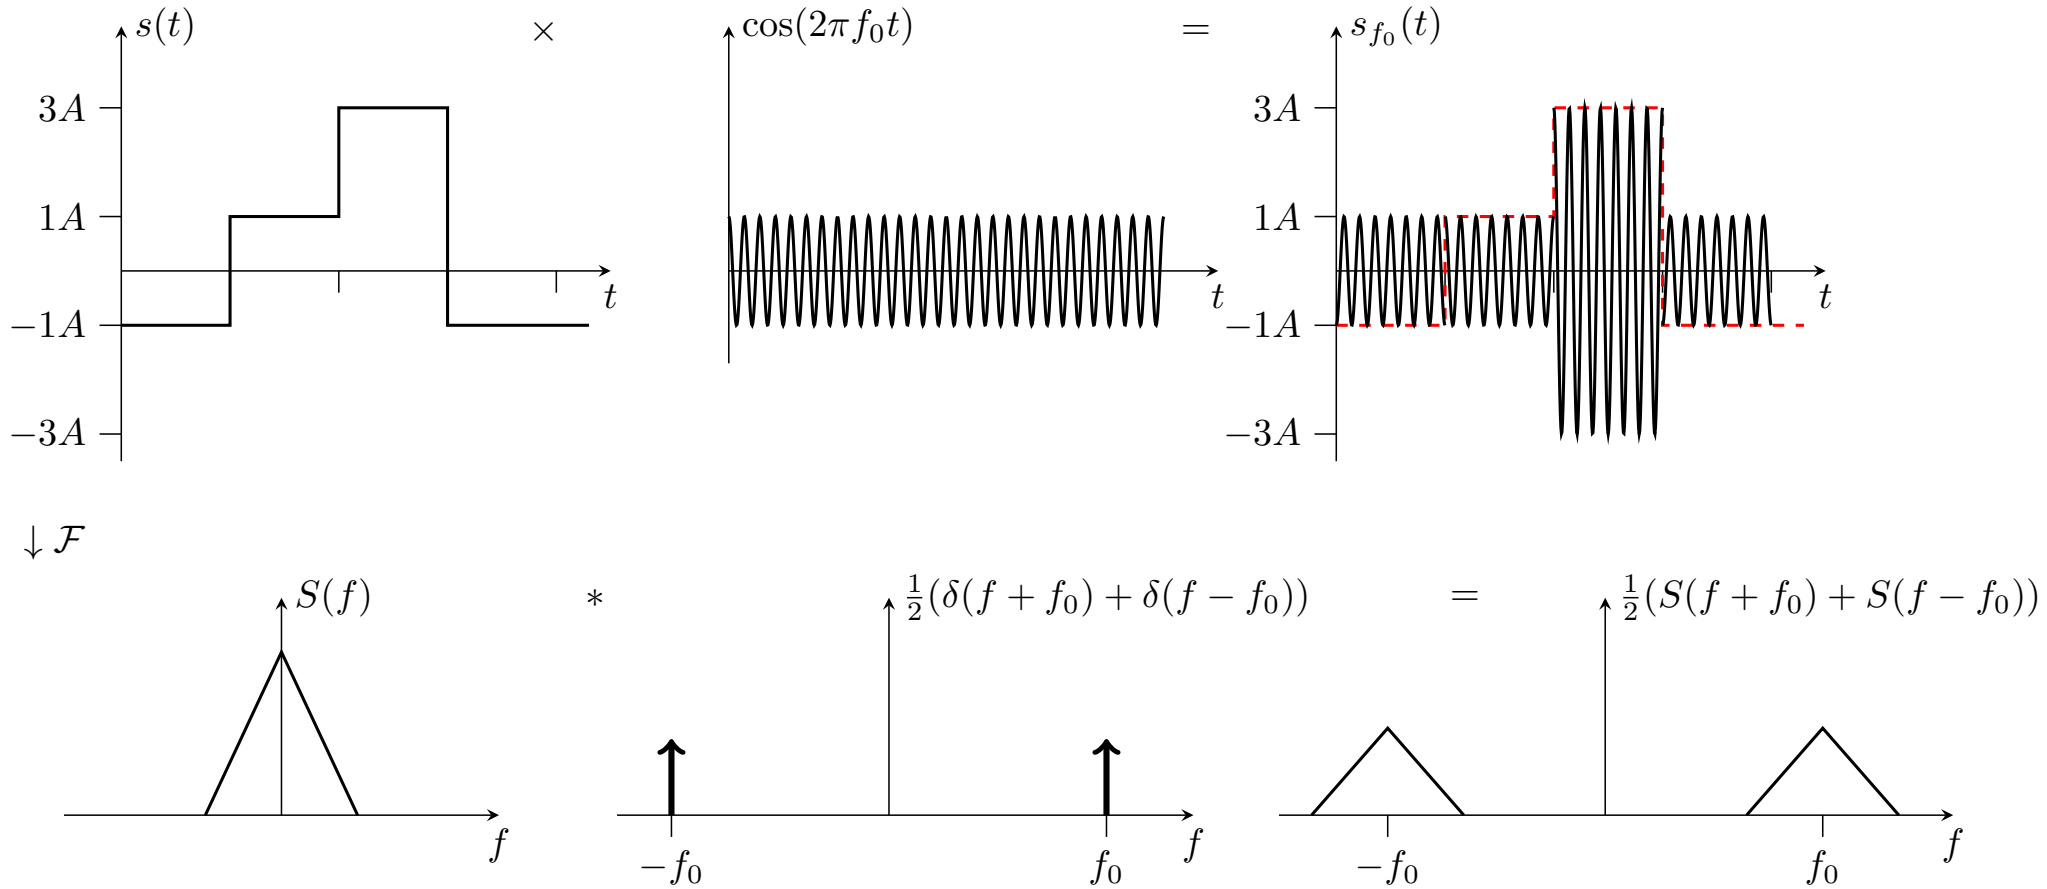 s(t) × cos(2πf₀t) = s_{f₀}(t)
3A 3A
1A 1A
t t t
−1A −1A
−3A −3A
↓ ℱ
S(f) * ½(δ(f + f₀) + δ(f − f₀)) = ½(S(f + f₀) + S(f − f₀))
f f f
−f₀ f₀ −f₀ f₀